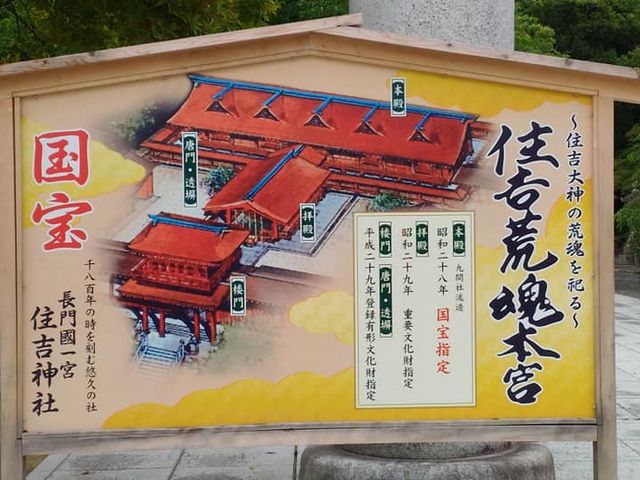 ～住吉大神の荒魂を祀る～
住吉荒魂本宮
本殿
九間社流造
昭和二十八年 国宝指定
拝殿
昭和二十九年 重要文化財指定
楼門 唐門・透塀
平成二十九年登録有形文化財指定
本殿
唐門・透塀
拝殿
楼門
国宝
千八百年の時を刻む悠久の社
長門國一宮
住吉神社